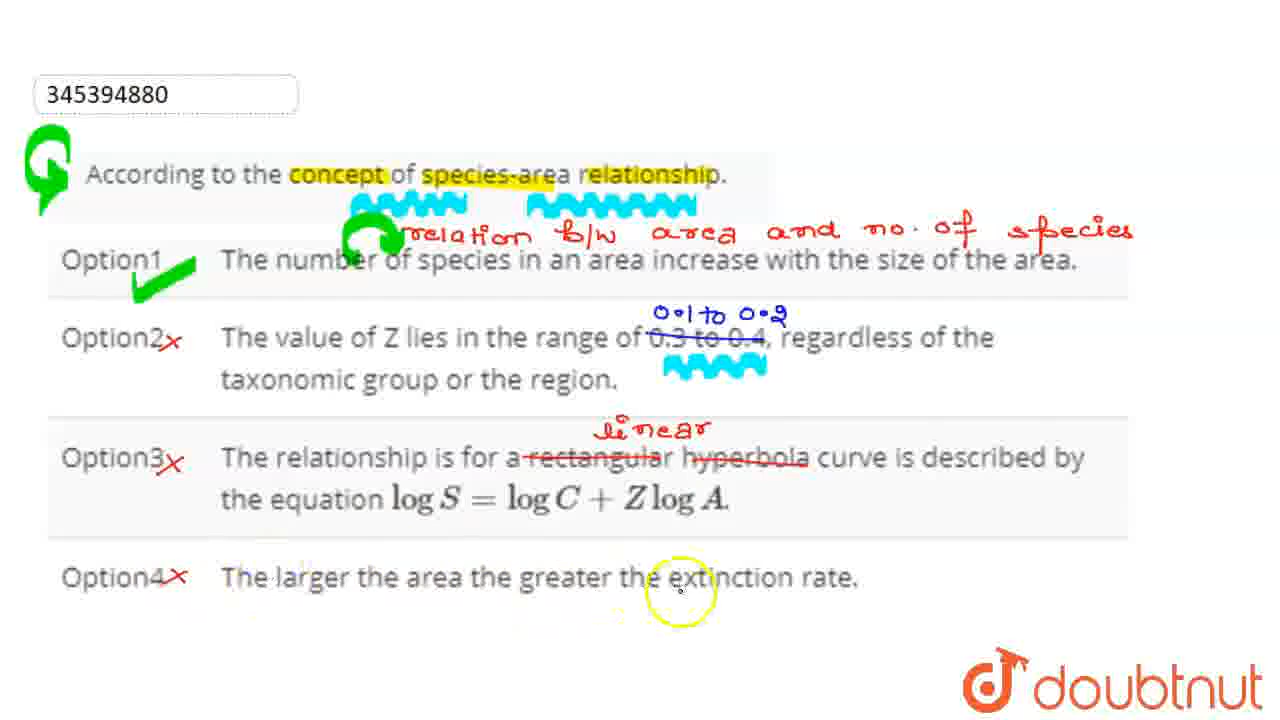 345394880
According to the concept of species-area relationship.
relation b/w area and no. of species
Option1 The number of species in an area increase with the size of the area.
0.1 to 0.2
Option2 x The value of Z lies in the range of 0.3 to 0.4, regardless of the
taxonomic group or the region.
linear
Option3 x The relationship is for a rectangular hyperbola curve is described by
the equation log S = log C + Z log A.
Option4 x The larger the area the greater the extinction rate.
doubtnut